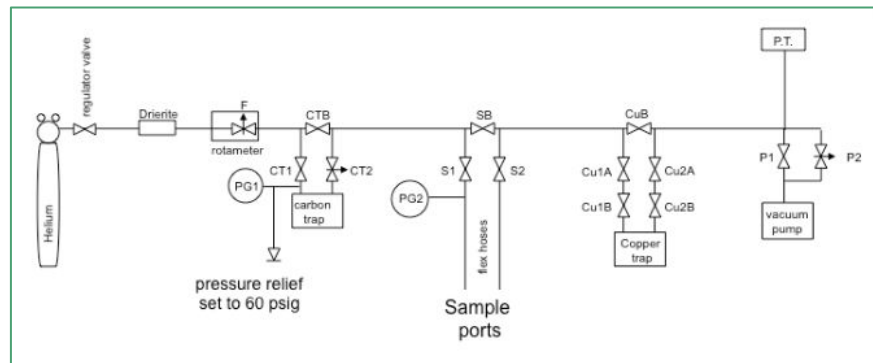 P.T.
regulator valve
Drierite
F
rotameter
CTB
SB
CuB
CT1
CT2
PG1
carbon
trap
S1
S2
PG2
flex hoses
Cu1A
Cu2A
Cu1B
Cu2B
Copper
trap
P1
P2
vacuum
pump
Helium
pressure relief
set to 60 psig
Sample
ports